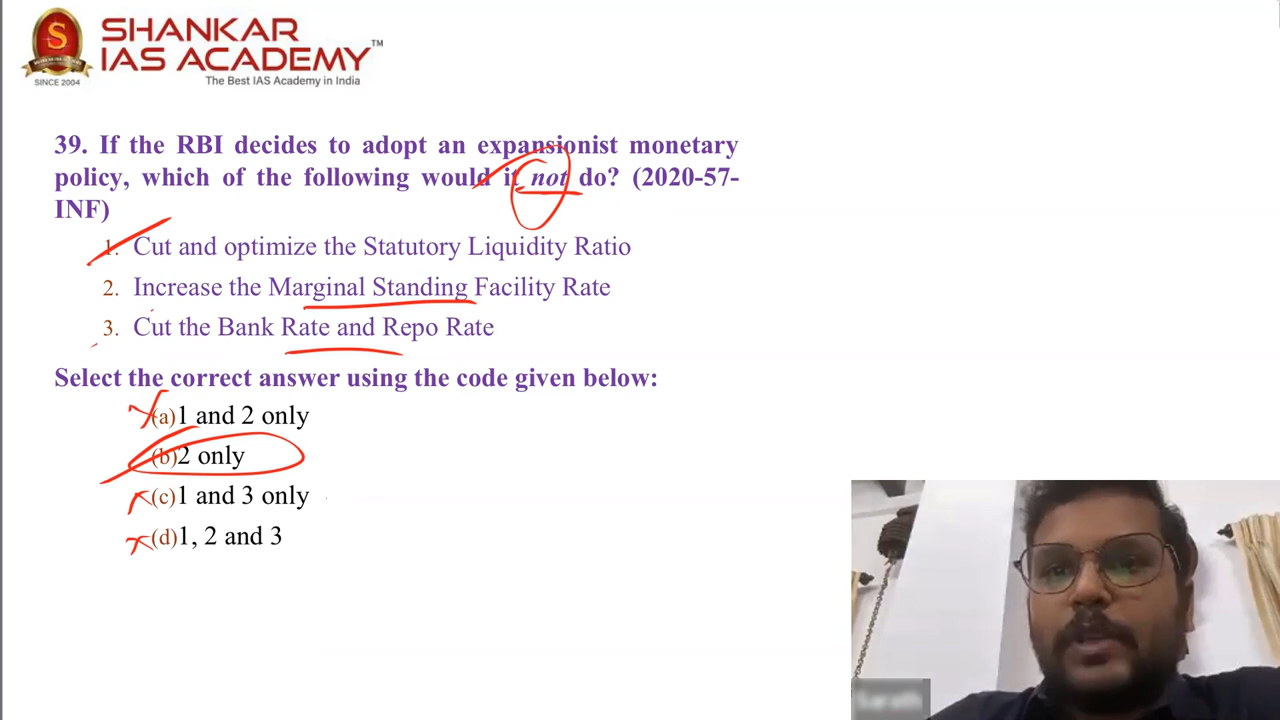 SHANKAR
IAS ACADEMY™
The Best IAS Academy in India
SINCE 2004
39. If the RBI decides to adopt an expansionist monetary
policy, which of the following would it not do? (2020-57-
INF)
1. Cut and optimize the Statutory Liquidity Ratio
2. Increase the Marginal Standing Facility Rate
3. Cut the Bank Rate and Repo Rate
Select the correct answer using the code given below:
(a) 1 and 2 only
(b) 2 only
(c) 1 and 3 only
(d) 1, 2 and 3